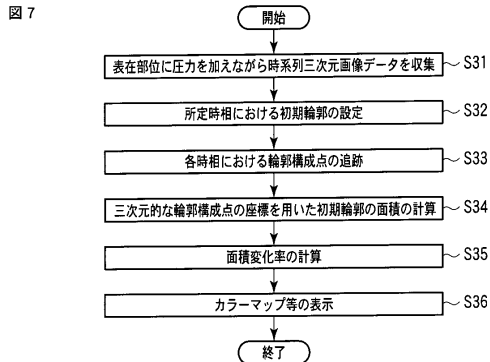 図7
開始
表在部位に圧力を加えながら時系列三次元画像データを収集 S31
所定時相における初期輪郭の設定 S32
各時相における輪郭構成点の追跡 S33
三次元的な輪郭構成点の座標を用いた初期輪郭の面積の計算 S34
面積変化率の計算 S35
カラーマップ等の表示 S36
終了